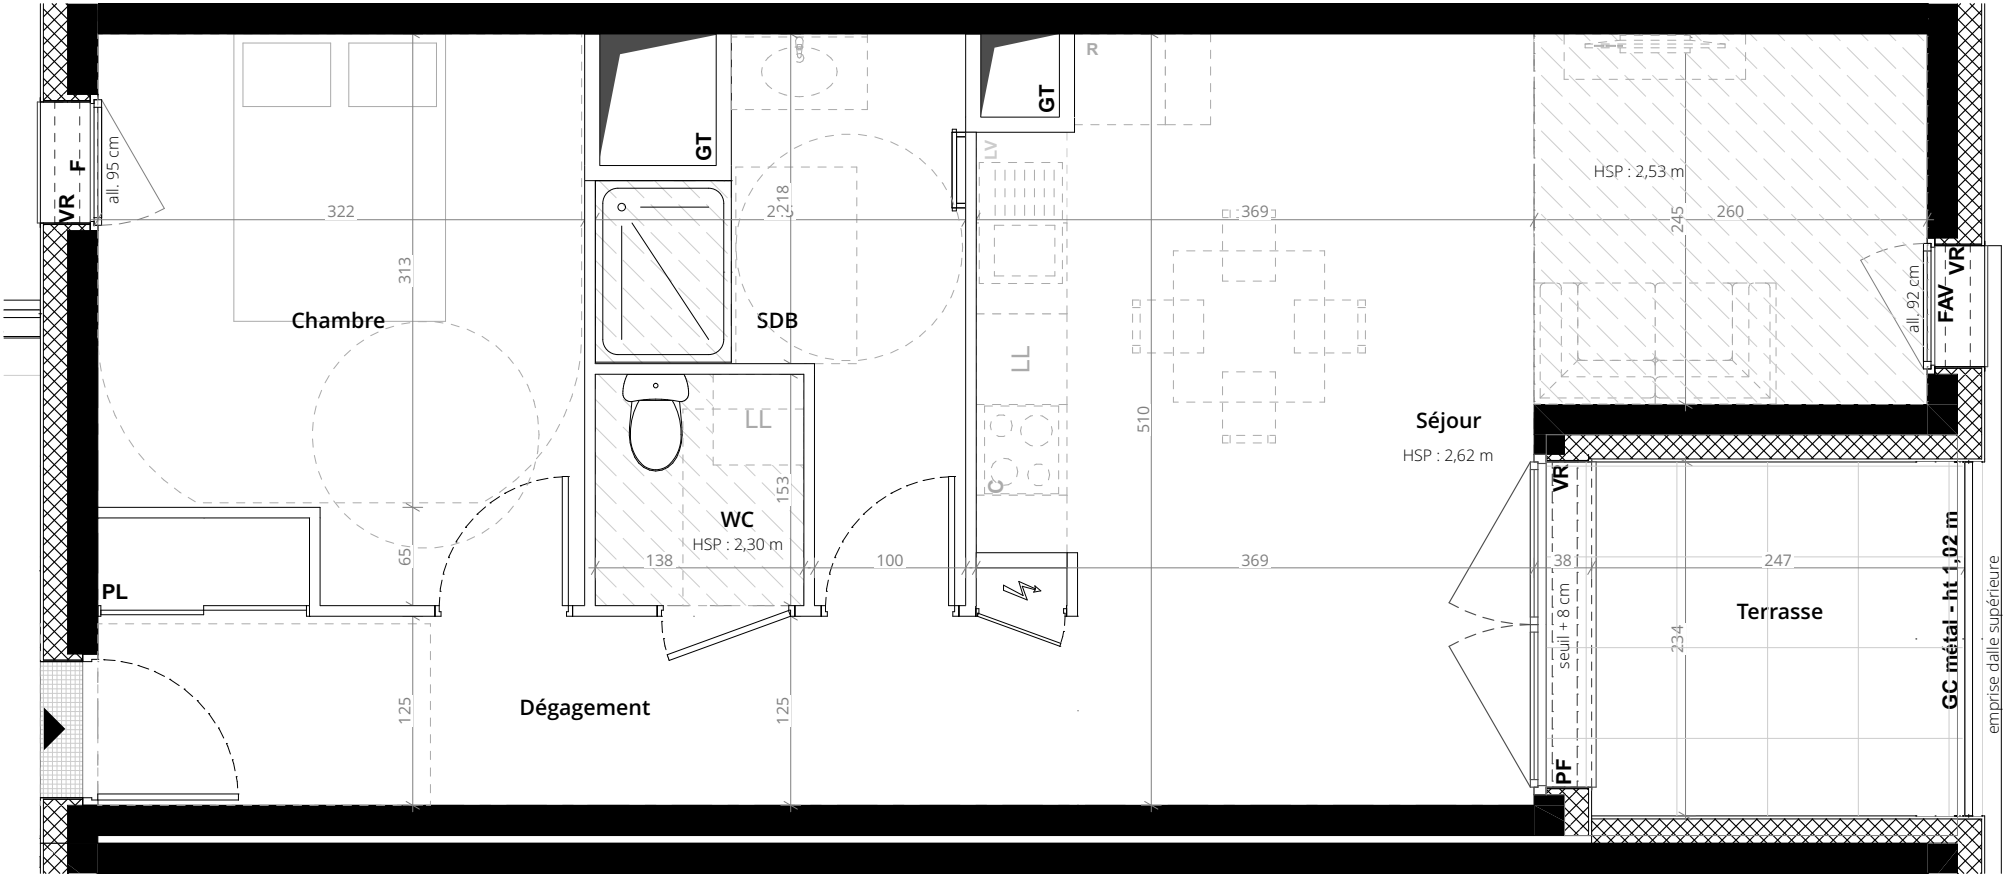 GT
GT
R
LV
HSP : 2,53 m
all. 95 cm
F
VR
322
218
369
245
260
313
Chambre
SDB
LL
all. 92 cm
FAV
VR
LL
510
Séjour
HSP : 2,62 m
C
153
WC
HSP : 2,30 m
VR
65
138
100
369
38
247
PL
seuil + 8 cm
Terrasse
GC métal - ht 1,02 m
emprise dalle supérieure
234
125
Dégagement
125
PF